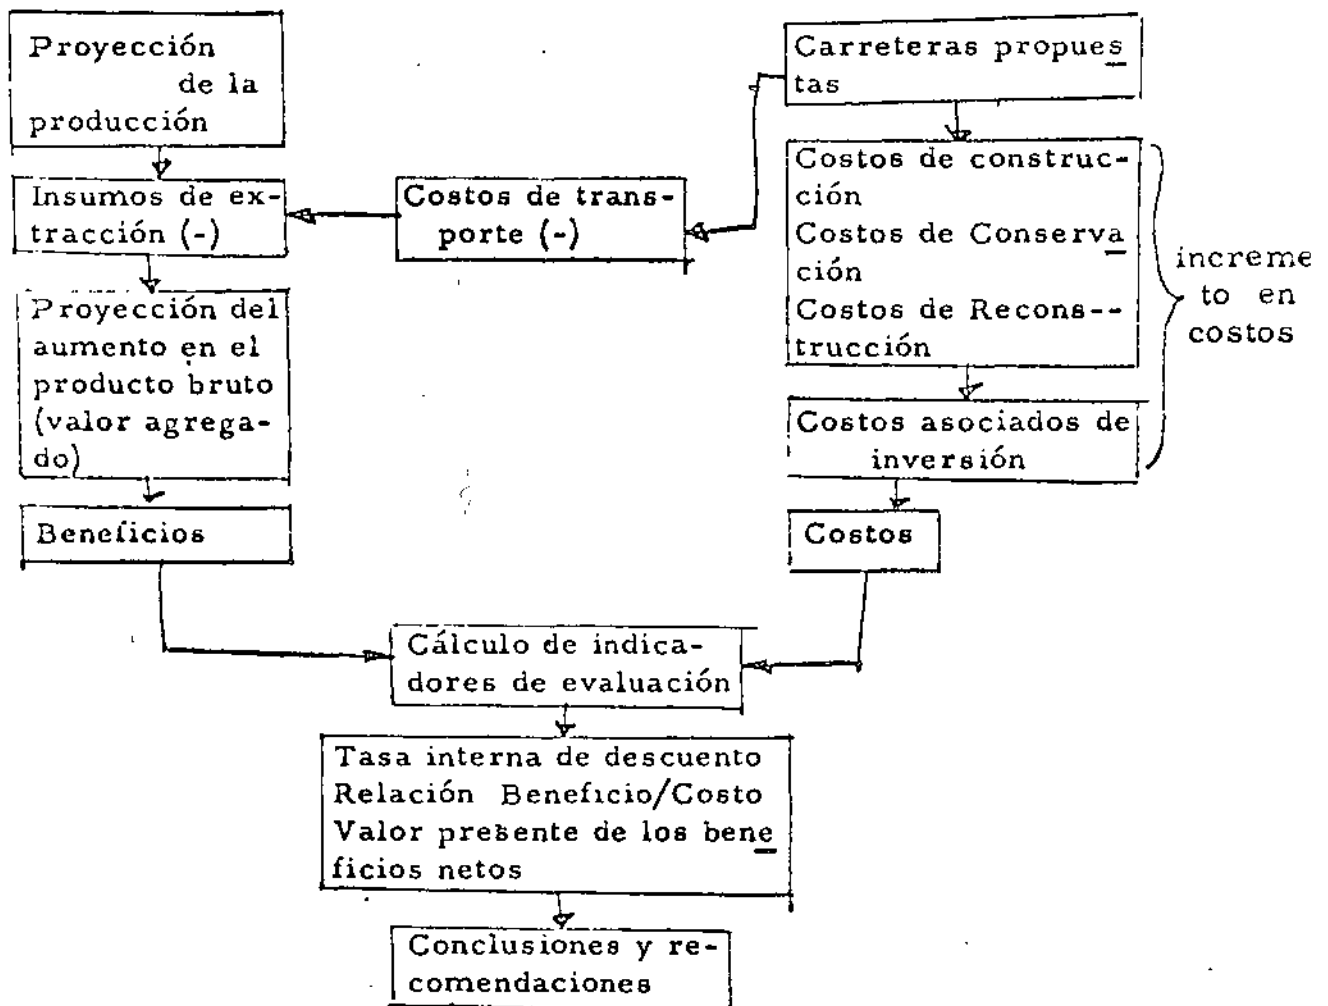 Proyección
de la
producción
Insumos de ex-
tracción (-)
Proyección del
aumento en el
producto bruto
(valor agrega-
do)
Beneficios
Costos de trans-
porte (-)
Carreteras propues
tas
Costos de construc-
ción
Costos de Conserva
ción
Costos de Recons--
trucción
Costos asociados de
inversión
increme
to en
costos
Costos
Cálculo de indica-
dores de evaluación
Tasa interna de descuento
Relación Beneficio/Costo
Valor presente de los bene
ficios netos
Conclusiones y re-
comendaciones